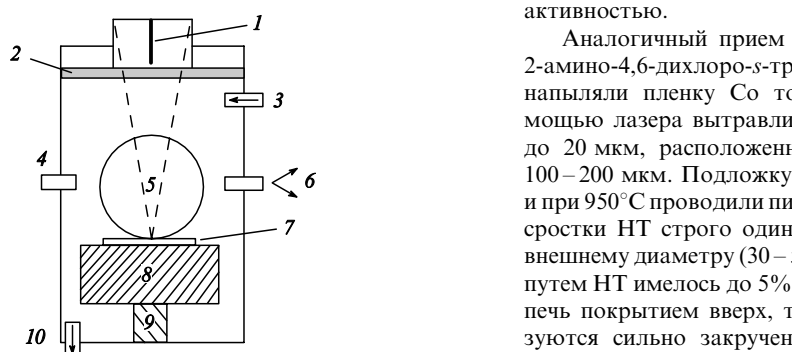 1
2
3
4
5
6
7
8
9
10
активностью.
Аналогичный прием
2-амино-4,6-дихлоро-s-тр
напыляли пленку Co то
мощью лазера вытравли
до 20 мкм, расположенн
100–200 мкм. Подложку
и при 950°C проводили пи
сростки НТ строго один
внешнему диаметру (30–
путем НТ имелось до 5%
печь покрытием вверх, т
зуются сильно закручен